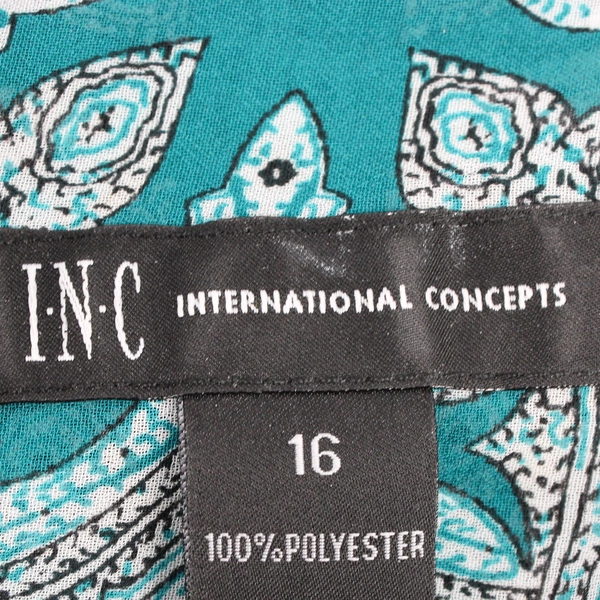 I·N·C INTERNATIONAL CONCEPTS
16
100%POLYESTER